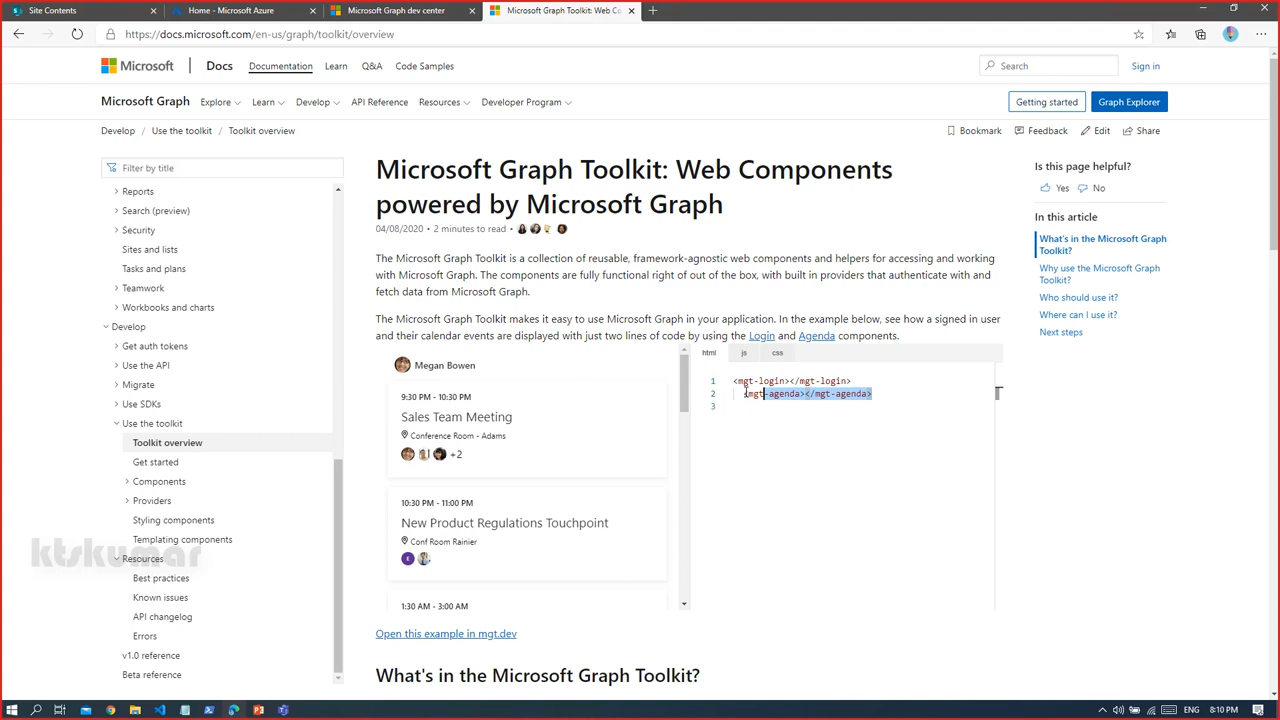 Site Contents
Home - Microsoft Azure
Microsoft Graph dev center
Microsoft Graph Toolkit: Web Co
https://docs.microsoft.com/en-us/graph/toolkit/overview
Microsoft
Docs
Documentation
Learn
Q&A
Code Samples
Search
Sign in
Microsoft Graph
Explore
Learn
Develop
API Reference
Resources
Developer Program
Getting started
Graph Explorer
Develop / Use the toolkit / Toolkit overview
Bookmark
Feedback
Edit
Share
Filter by title
Reports
Search (preview)
Security
Sites and lists
Tasks and plans
Teamwork
Workbooks and charts
Develop
Get auth tokens
Use the API
Migrate
Use SDKs
Use the toolkit
Toolkit overview
Get started
Components
Providers
Styling components
Templating components
Resources
Best practices
Known issues
API changelog
Errors
v1.0 reference
Beta reference
ktskumar
Microsoft Graph Toolkit: Web Components
powered by Microsoft Graph
04/08/2020 • 2 minutes to read •
The Microsoft Graph Toolkit is a collection of reusable, framework-agnostic web components and helpers for accessing and working
with Microsoft Graph. The components are fully functional right of out of the box, with built in providers that authenticate with and
fetch data from Microsoft Graph.
The Microsoft Graph Toolkit makes it easy to use Microsoft Graph in your application. In the example below, see how a signed in user
and their calendar events are displayed with just two lines of code by using the Login and Agenda components.
Megan Bowen
9:30 PM - 10:30 PM
Sales Team Meeting
Conference Room - Adams
+2
10:30 PM - 11:00 PM
New Product Regulations Touchpoint
Conf Room Rainier
E
1:30 AM - 3:00 AM
html
js
css
1 <mgt-login></mgt-login>
2 <mgt-agenda></mgt-agenda>
3
Open this example in mgt.dev
What's in the Microsoft Graph Toolkit?
Is this page helpful?
Yes
No
In this article
What's in the Microsoft Graph
Toolkit?
Why use the Microsoft Graph
Toolkit?
Who should use it?
Where can I use it?
Next steps
ENG
8:10 PM